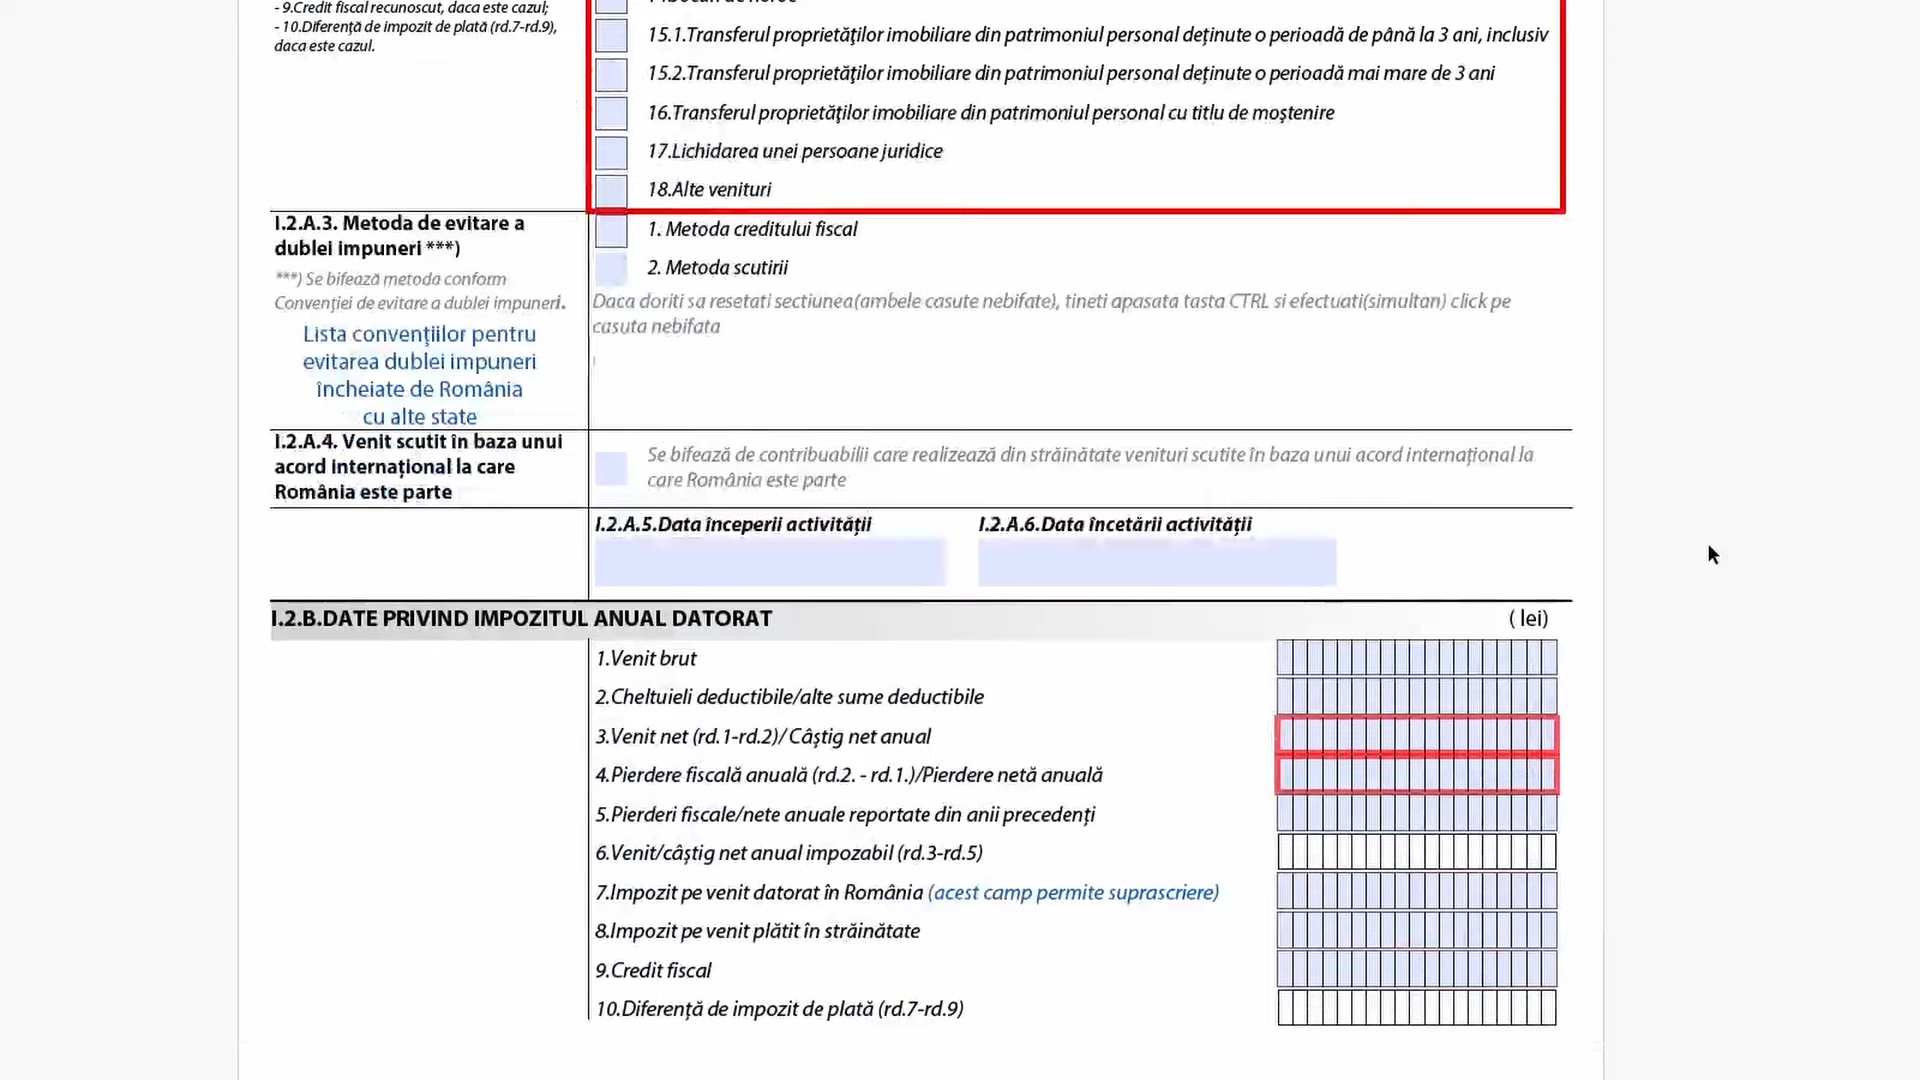 - 9.Credit fiscal recunoscut, daca este cazul;
- 10.Diferență de impozit de plată (rd.7-rd.9),
daca este cazul.
15.1.Transferul proprietăţilor imobiliare din patrimoniul personal deţinute o perioadă de până la 3 ani, inclusiv
15.2.Transferul proprietăţilor imobiliare din patrimoniul personal deţinute o perioadă mai mare de 3 ani
16.Transferul proprietăţilor imobiliare din patrimoniul personal cu titlu de moştenire
17.Lichidarea unei persoane juridice
18.Alte venituri
I.2.A.3. Metoda de evitare a
dublei impuneri ***)
***) Se bifează metoda conform
Convenţiei de evitare a dublei impuneri.
Lista convenţiilor pentru
evitarea dublei impuneri
încheiate de România
cu alte state
1. Metoda creditului fiscal
2. Metoda scutirii
Daca doriti sa resetati sectiunea(ambele casute nebifate), tineti apasata tasta CTRL si efectuati(simultan) click pe
casuta nebifata
I.2.A.4. Venit scutit în baza unui
acord internațional la care
România este parte
Se bifează de contribuabilii care realizează din străinătate venituri scutite în baza unui acord internațional la
care România este parte
I.2.A.5.Data începerii activității
I.2.A.6.Data încetării activității
I.2.B.DATE PRIVIND IMPOZITUL ANUAL DATORAT
( lei)
1.Venit brut
2.Cheltuieli deductibile/alte sume deductibile
3.Venit net (rd.1-rd.2)/ Câștig net anual
4.Pierdere fiscală anuală (rd.2. - rd.1.)/Pierdere netă anuală
5.Pierderi fiscale/nete anuale reportate din anii precedenți
6.Venit/câștig net anual impozabil (rd.3-rd.5)
7.Impozit pe venit datorat în România (acest camp permite suprascriere)
8.Impozit pe venit plătit în străinătate
9.Credit fiscal
10.Diferenţă de impozit de plată (rd.7-rd.9)